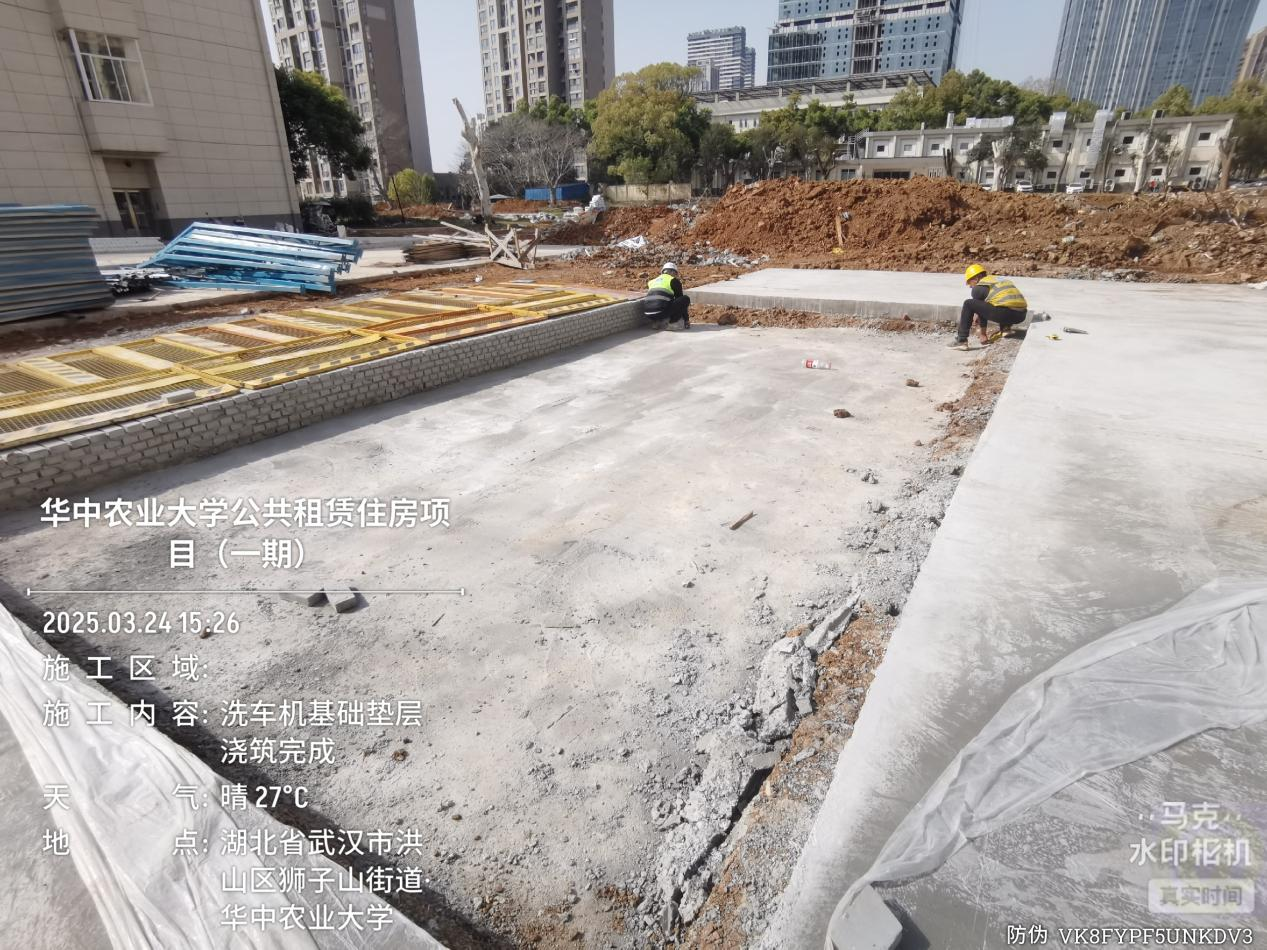 华中农业大学公共租赁住房项
目（一期）
2025.03.24 15:26
施工区域:
施工内容: 洗车机基础垫层
浇筑完成
天气: 晴 27°C
地点: 湖北省武汉市洪
山区狮子山街道·
华中农业大学
马克
水印相机
真实时间
防伪 VK8FYPF5UNKDV3